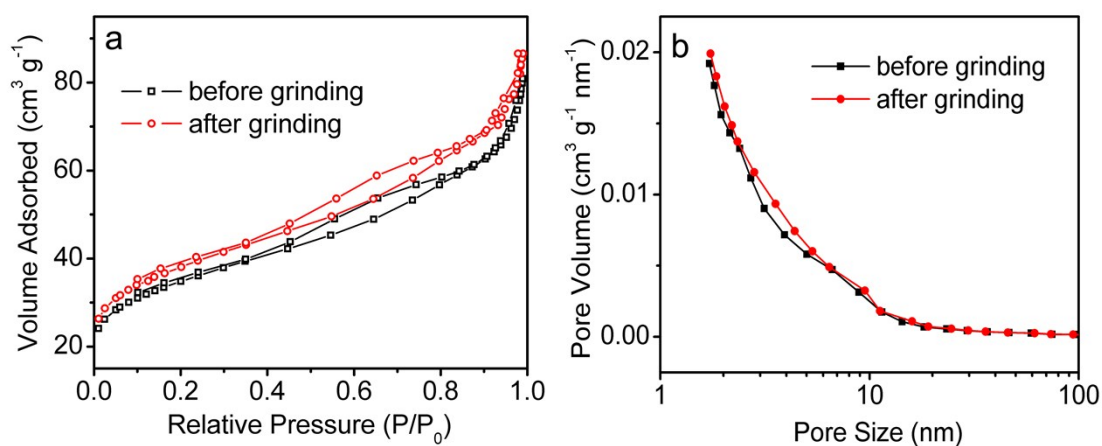 a
before grinding
after grinding
80
60
40
20
0.0 0.2 0.4 0.6 0.8 1.0
Volume Adsorbed (cm³ g⁻¹)
Relative Pressure (P/P₀)
b
before grinding
after grinding
0.02
0.01
0.00
1 10 100
Pore Volume (cm³ g⁻¹ nm⁻¹)
Pore Size (nm)